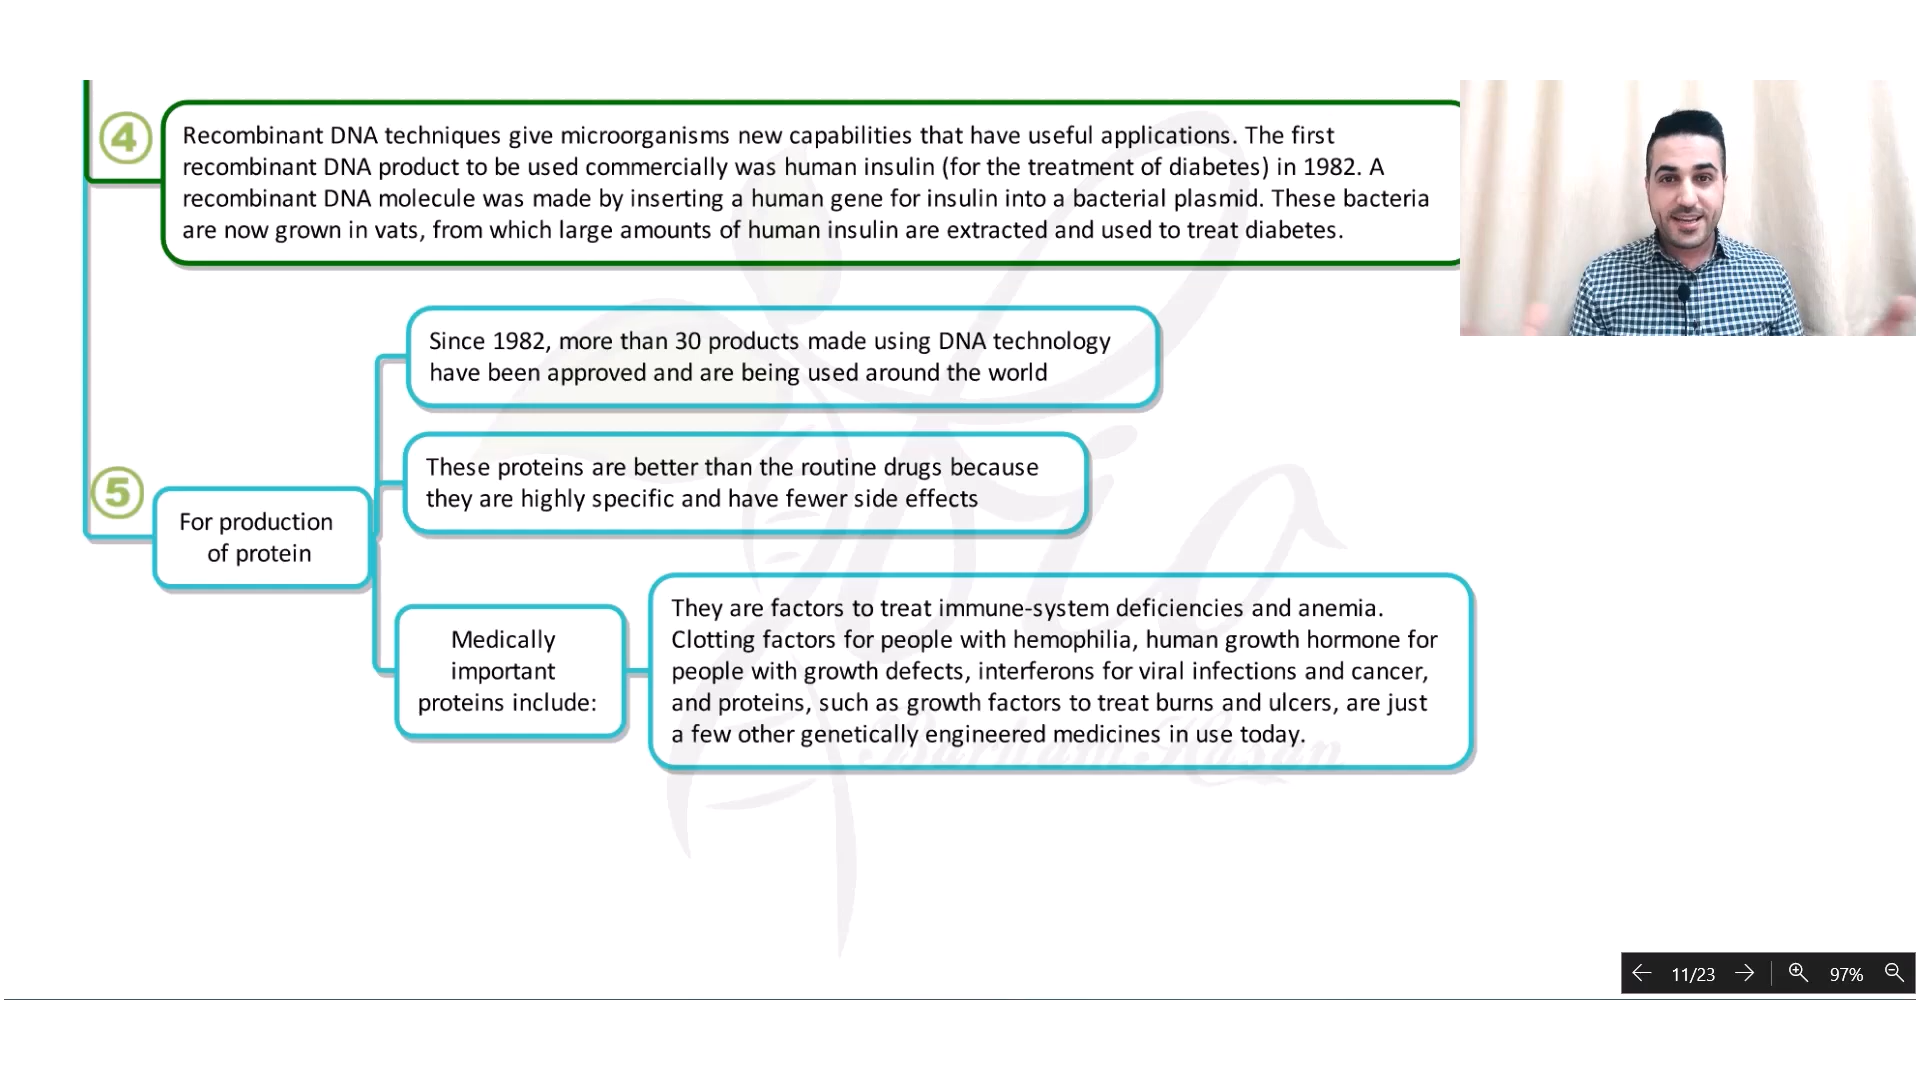 4
Recombinant DNA techniques give microorganisms new capabilities that have useful applications. The first
recombinant DNA product to be used commercially was human insulin (for the treatment of diabetes) in 1982. A
recombinant DNA molecule was made by inserting a human gene for insulin into a bacterial plasmid. These bacteria
are now grown in vats, from which large amounts of human insulin are extracted and used to treat diabetes.
Since 1982, more than 30 products made using DNA technology
have been approved and are being used around the world
These proteins are better than the routine drugs because
they are highly specific and have fewer side effects
5
For production
of protein
Medically
important
proteins include:
They are factors to treat immune-system deficiencies and anemia.
Clotting factors for people with hemophilia, human growth hormone for
people with growth defects, interferons for viral infections and cancer,
and proteins, such as growth factors to treat burns and ulcers, are just
a few other genetically engineered medicines in use today.
Bio
11/23
97%